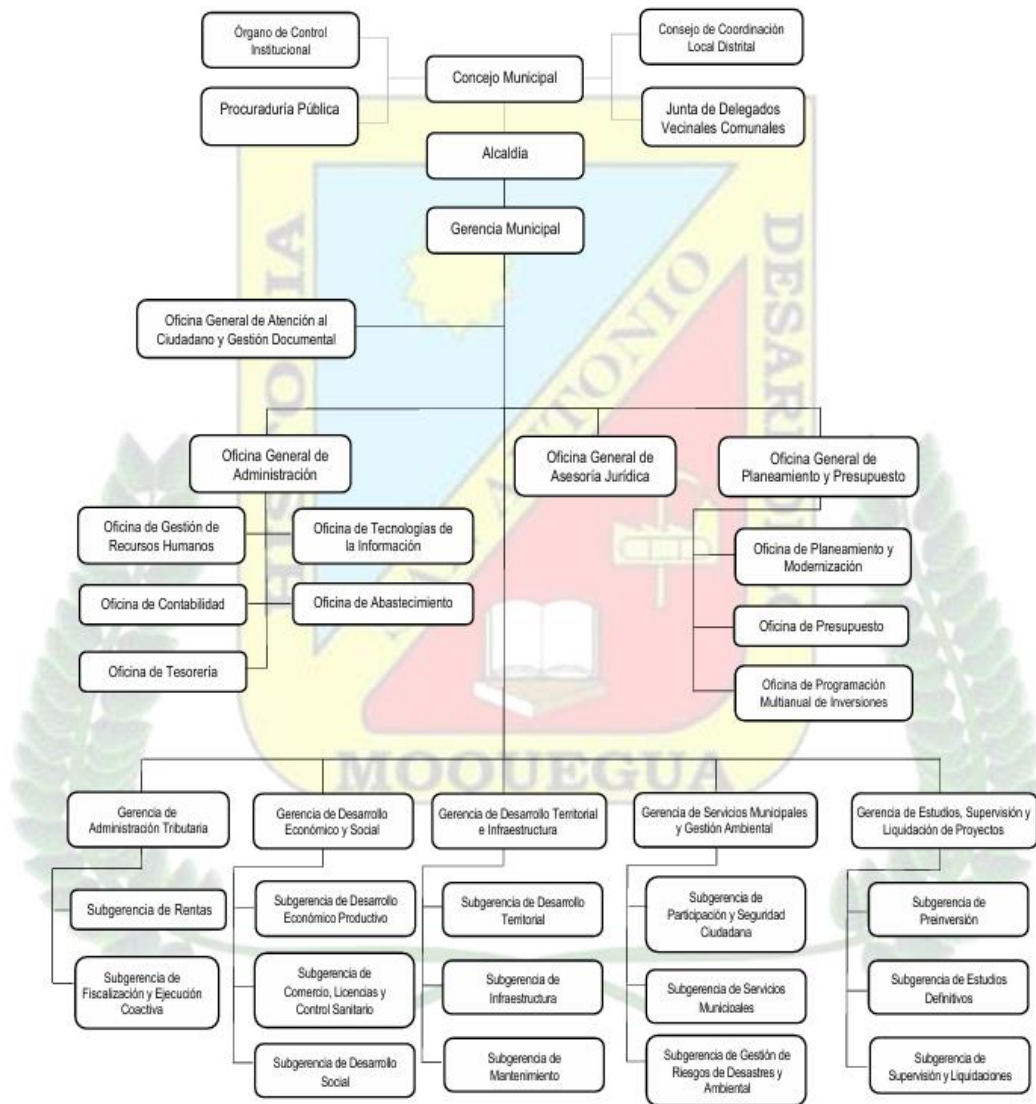 Órgano de Control
Institucional
Consejo de Coordinación
Local Distrital
Concejo Municipal
Procuraduría Pública
Junta de Delegados
Vecinales Comunales
Alcaldía
Gerencia Municipal
Oficina General de Atención al
Ciudadano y Gestión Documental
Oficina General de
Administración
Oficina General de
Asesoría Jurídica
Oficina General de
Planeamiento y Presupuesto
Oficina de Gestión de
Recursos Humanos
Oficina de Tecnologías de
la Información
Oficina de Planeamiento y
Modernización
Oficina de Contabilidad
Oficina de Abastecimiento
Oficina de Presupuesto
Oficina de Tesorería
Oficina de Programación
Multianual de Inversiones
MOQUEGUA
Gerencia de
Administración Tributaria
Gerencia de Desarrollo
Económico y Social
Gerencia de Desarrollo Territorial
e Infraestructura
Gerencia de Servicios Municipales
y Gestión Ambiental
Gerencia de Estudios, Supervisión y
Liquidación de Proyectos
Subgerencia de Rentas
Subgerencia de
Fiscalización y Ejecución
Coactiva
Subgerencia de Desarrollo
Económico Productivo
Subgerencia de
Comercio, Licencias y
Control Sanitario
Subgerencia de Desarrollo
Social
Subgerencia de Desarrollo
Territorial
Subgerencia de
Infraestructura
Subgerencia de
Mantenimiento
Subgerencia de
Participación y Seguridad
Ciudadana
Subgerencia de Servicios
Municipales
Subgerencia de Gestión de
Riesgos de Desastres y
Ambiental
Subgerencia de
Preinversión
Subgerencia de Estudios
Definitivos
Subgerencia de
Supervisión y Liquidaciones